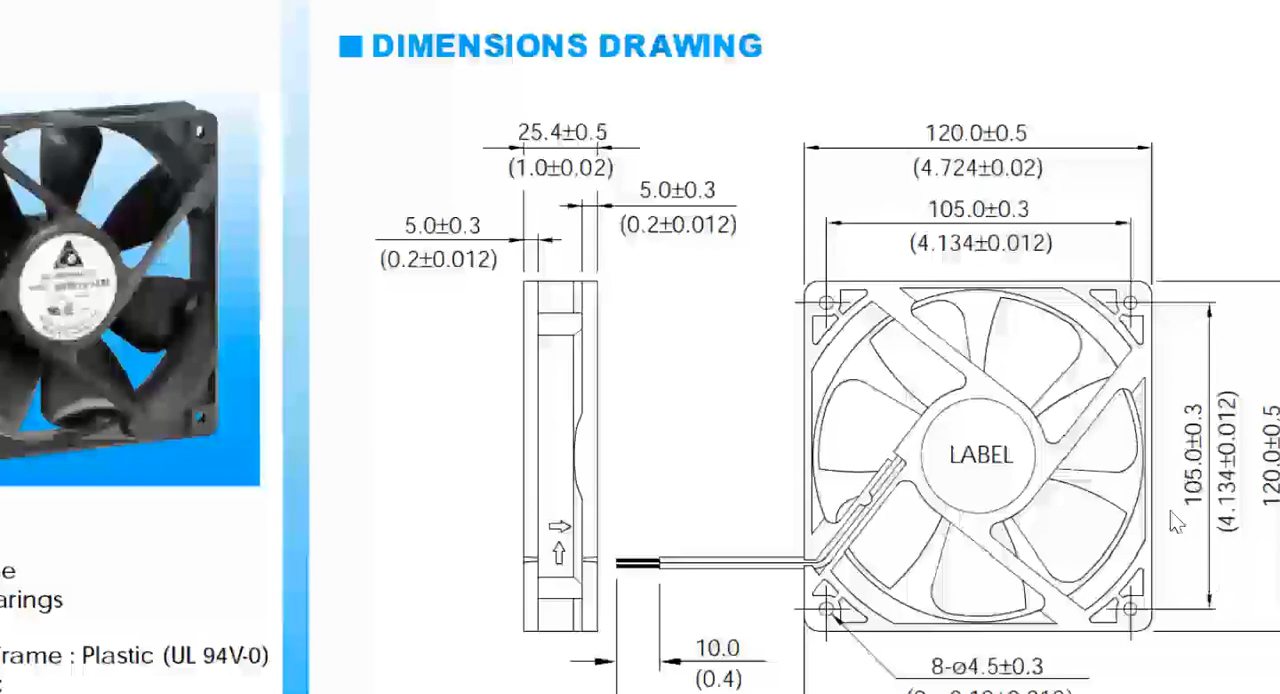 DIMENSIONS DRAWING
25.4±0.5
(1.0±0.02)
120.0±0.5
(4.724±0.02)
5.0±0.3
(0.2±0.012)
5.0±0.3
(0.2±0.012)
105.0±0.3
(4.134±0.012)
LABEL
105.0±0.3
(4.134±0.012)
120.0±0.5
10.0
(0.4)
8-ø4.5±0.3
e
arings
rame : Plastic (UL 94V-0)